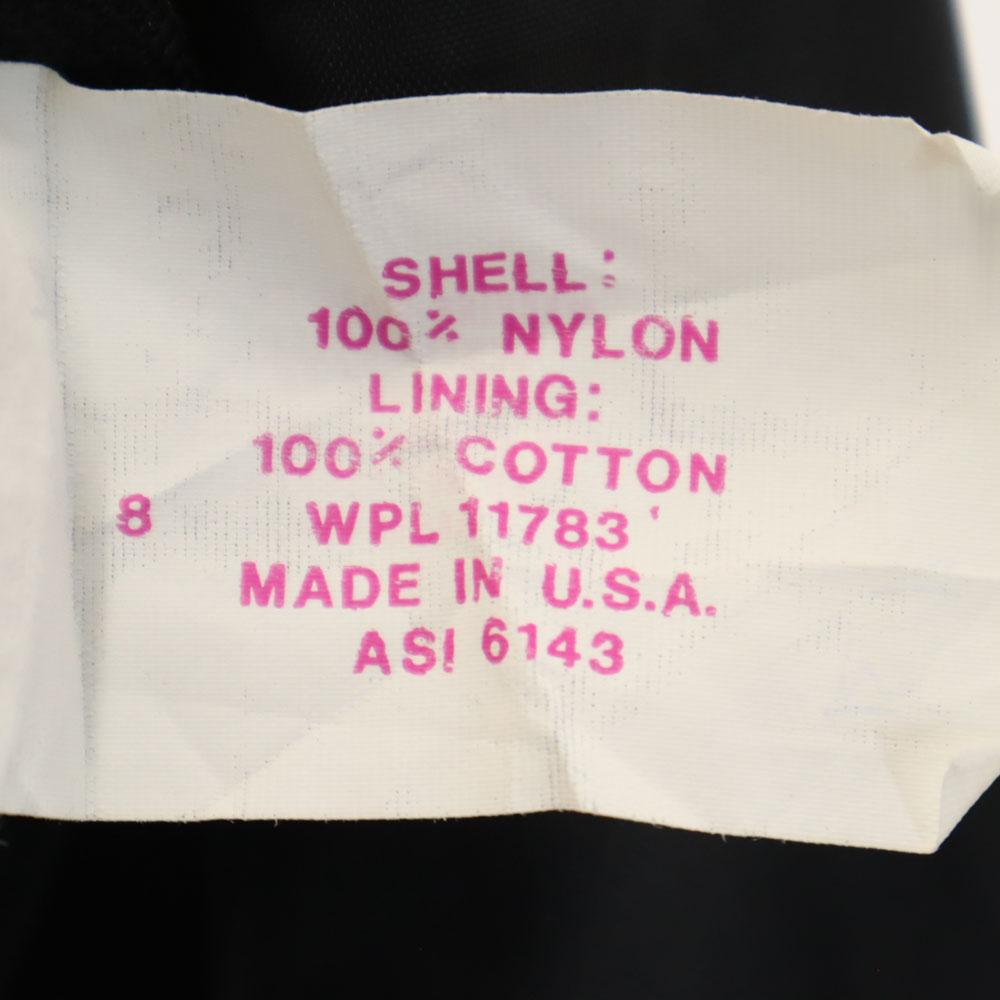 SHELL:
100% NYLON
LINING:
100% COTTON
8 WPL 11783
MADE IN U.S.A.
ASI 6143